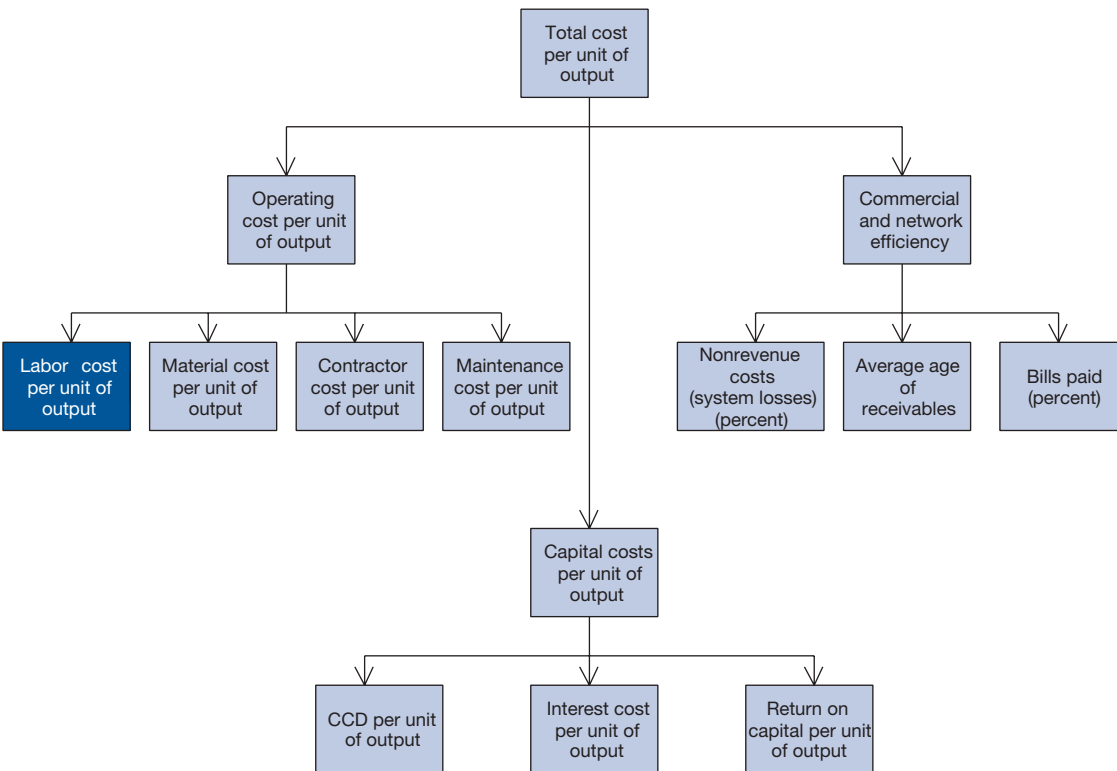 Total cost
per unit of
output
Operating
cost per unit
of output
Commercial
and network
efficiency
Labor cost
per unit of
output
Material cost
per unit of
output
Contractor
cost per unit
of output
Maintenance
cost per unit
of output
Nonrevenue
costs
(system losses)
(percent)
Average age
of
receivables
Bills paid
(percent)
Capital costs
per unit of
output
CCD per unit
of output
Interest cost
per unit of
output
Return on
capital per unit
of output